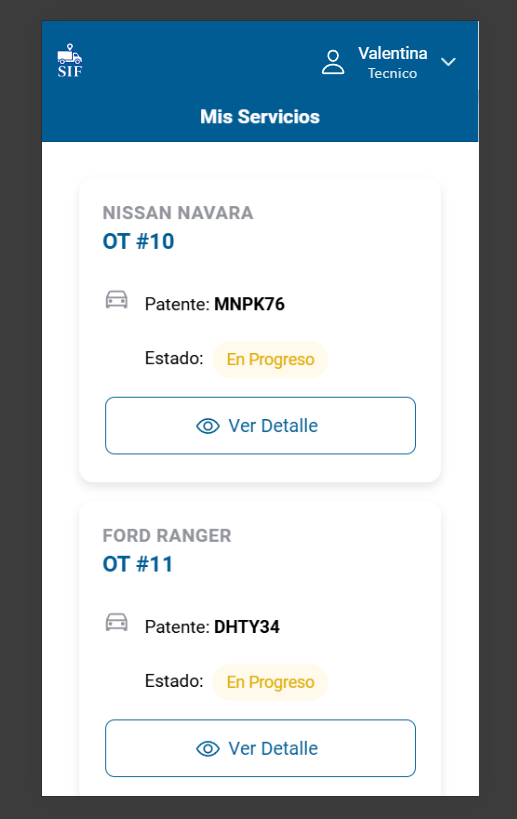 SIF
Valentina
Tecnico
Mis Servicios
NISSAN NAVARA
OT #10
Patente: MNPK76
Estado: En Progreso
Ver Detalle
FORD RANGER
OT #11
Patente: DHTY34
Estado: En Progreso
Ver Detalle